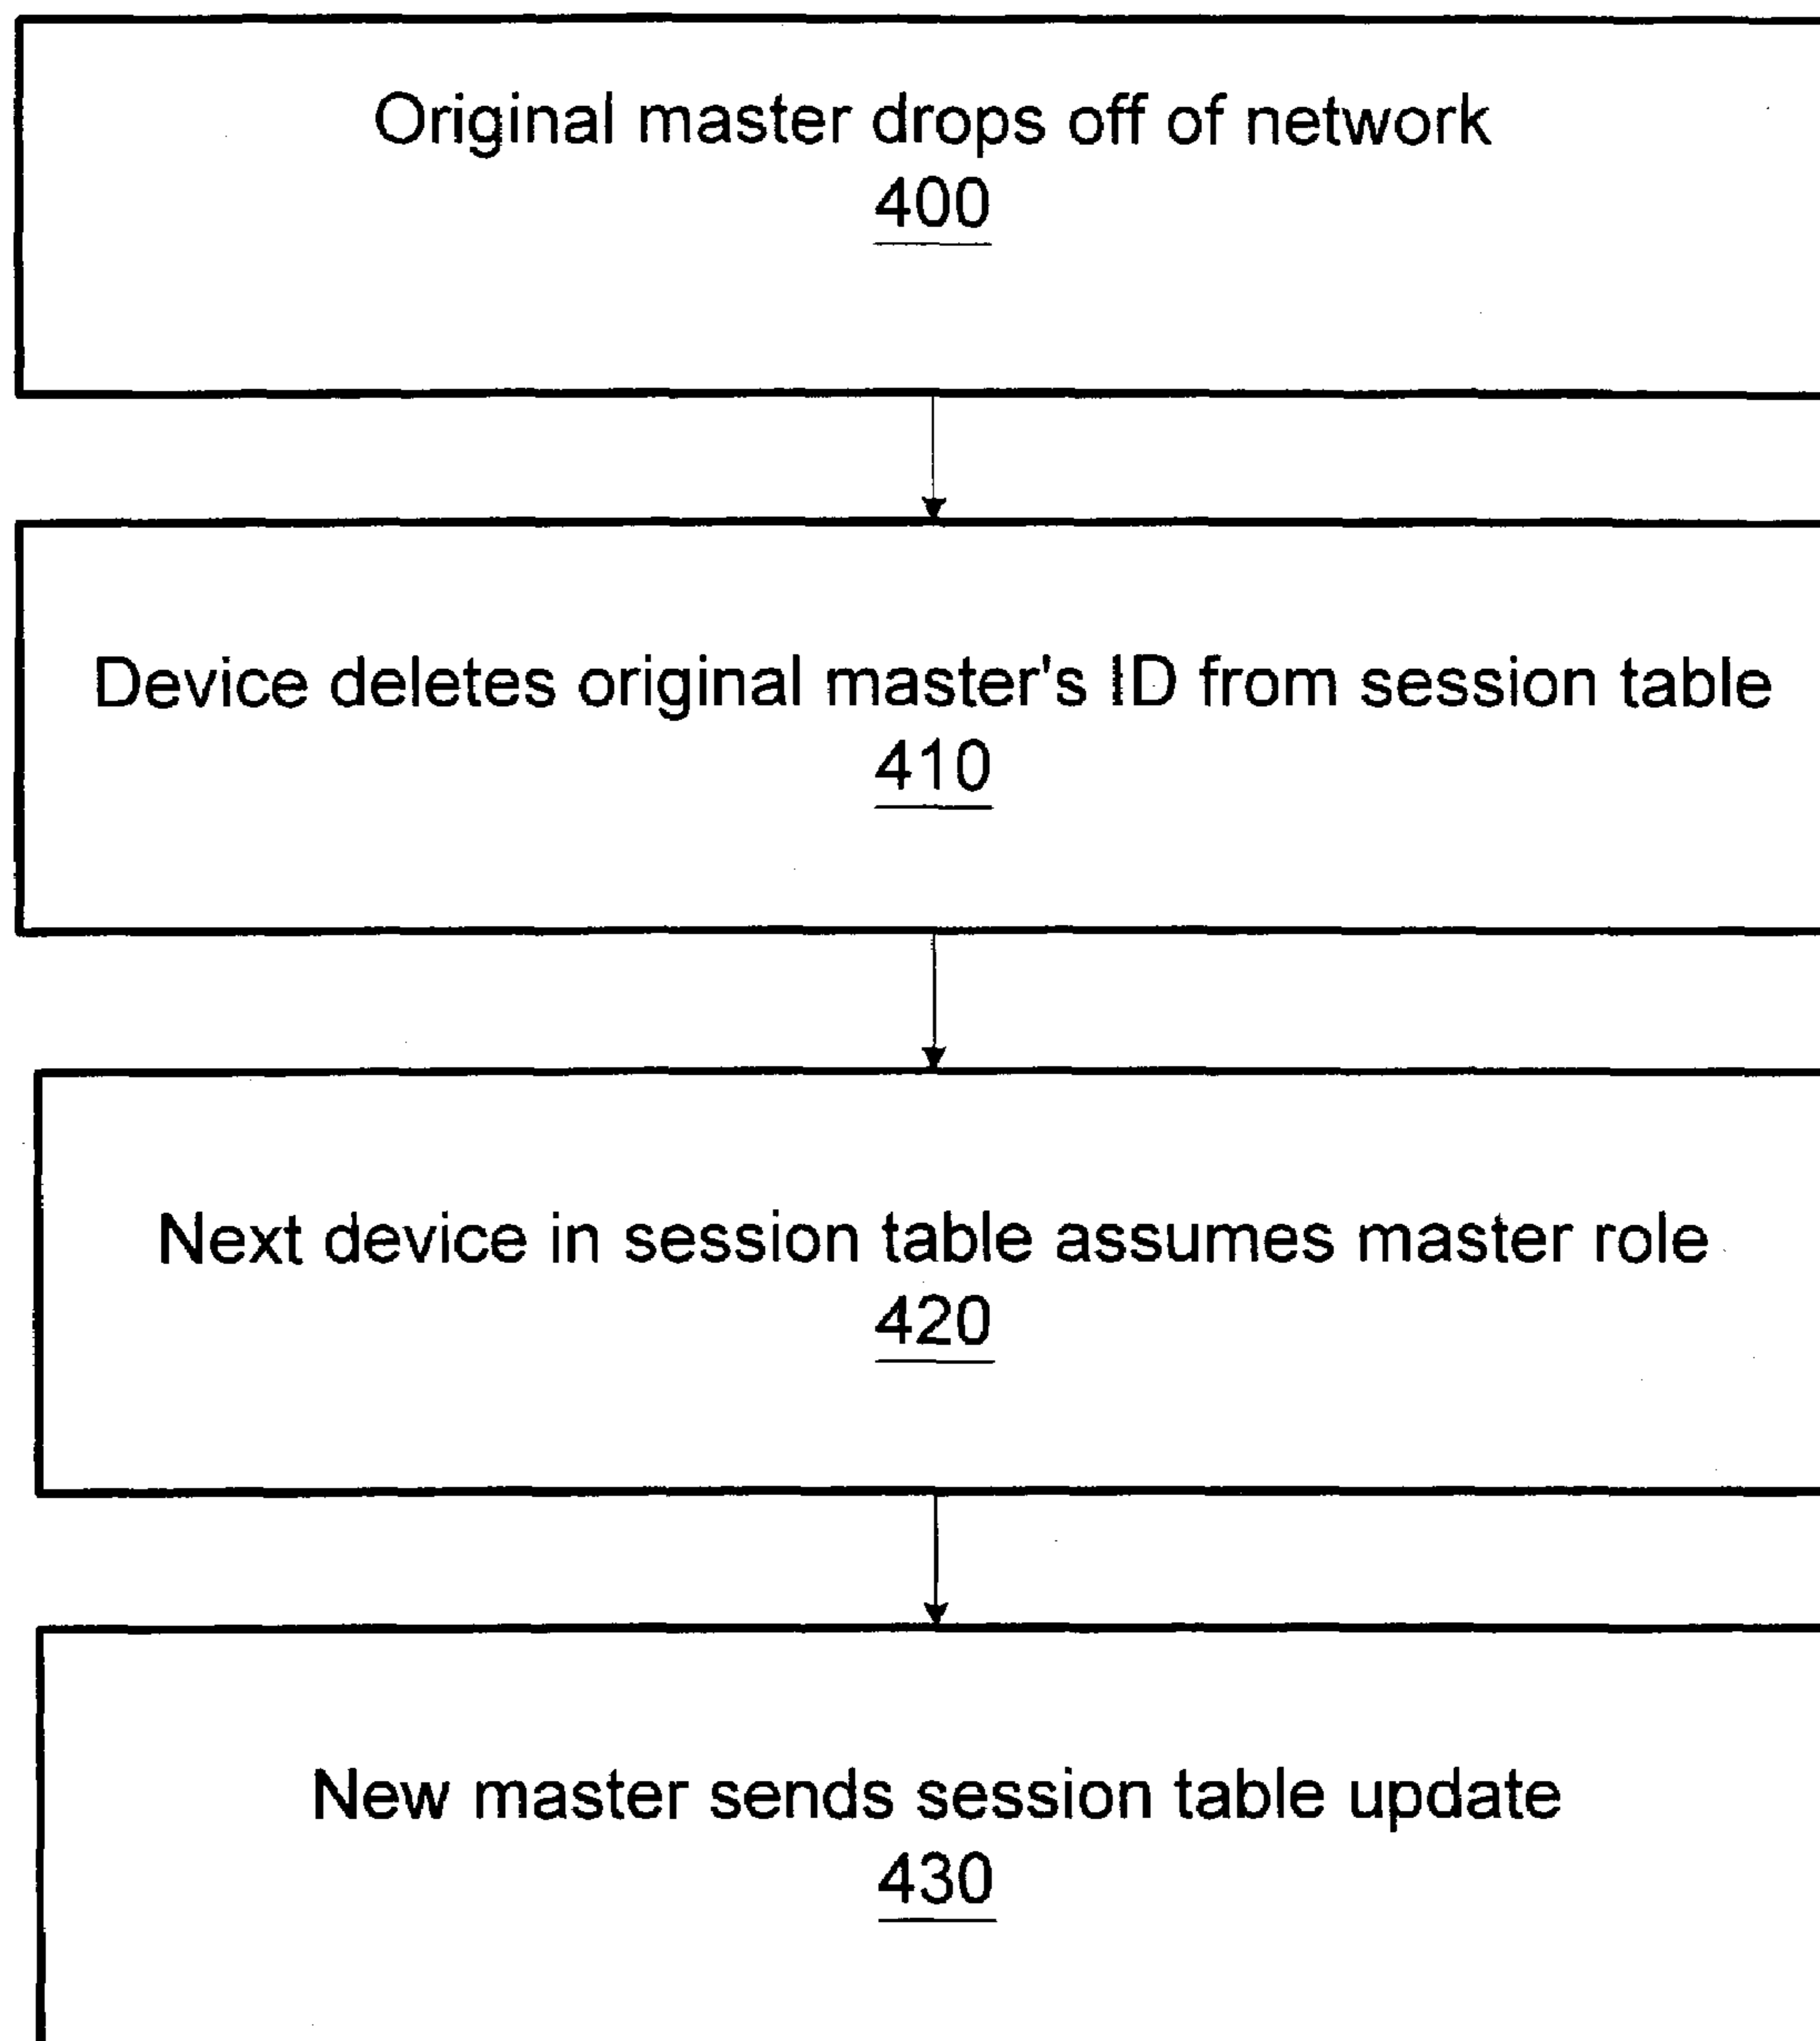 Original master drops off of network
400
Device deletes original master's ID from session table
410
Next device in session table assumes master role
420
New master sends session table update
430